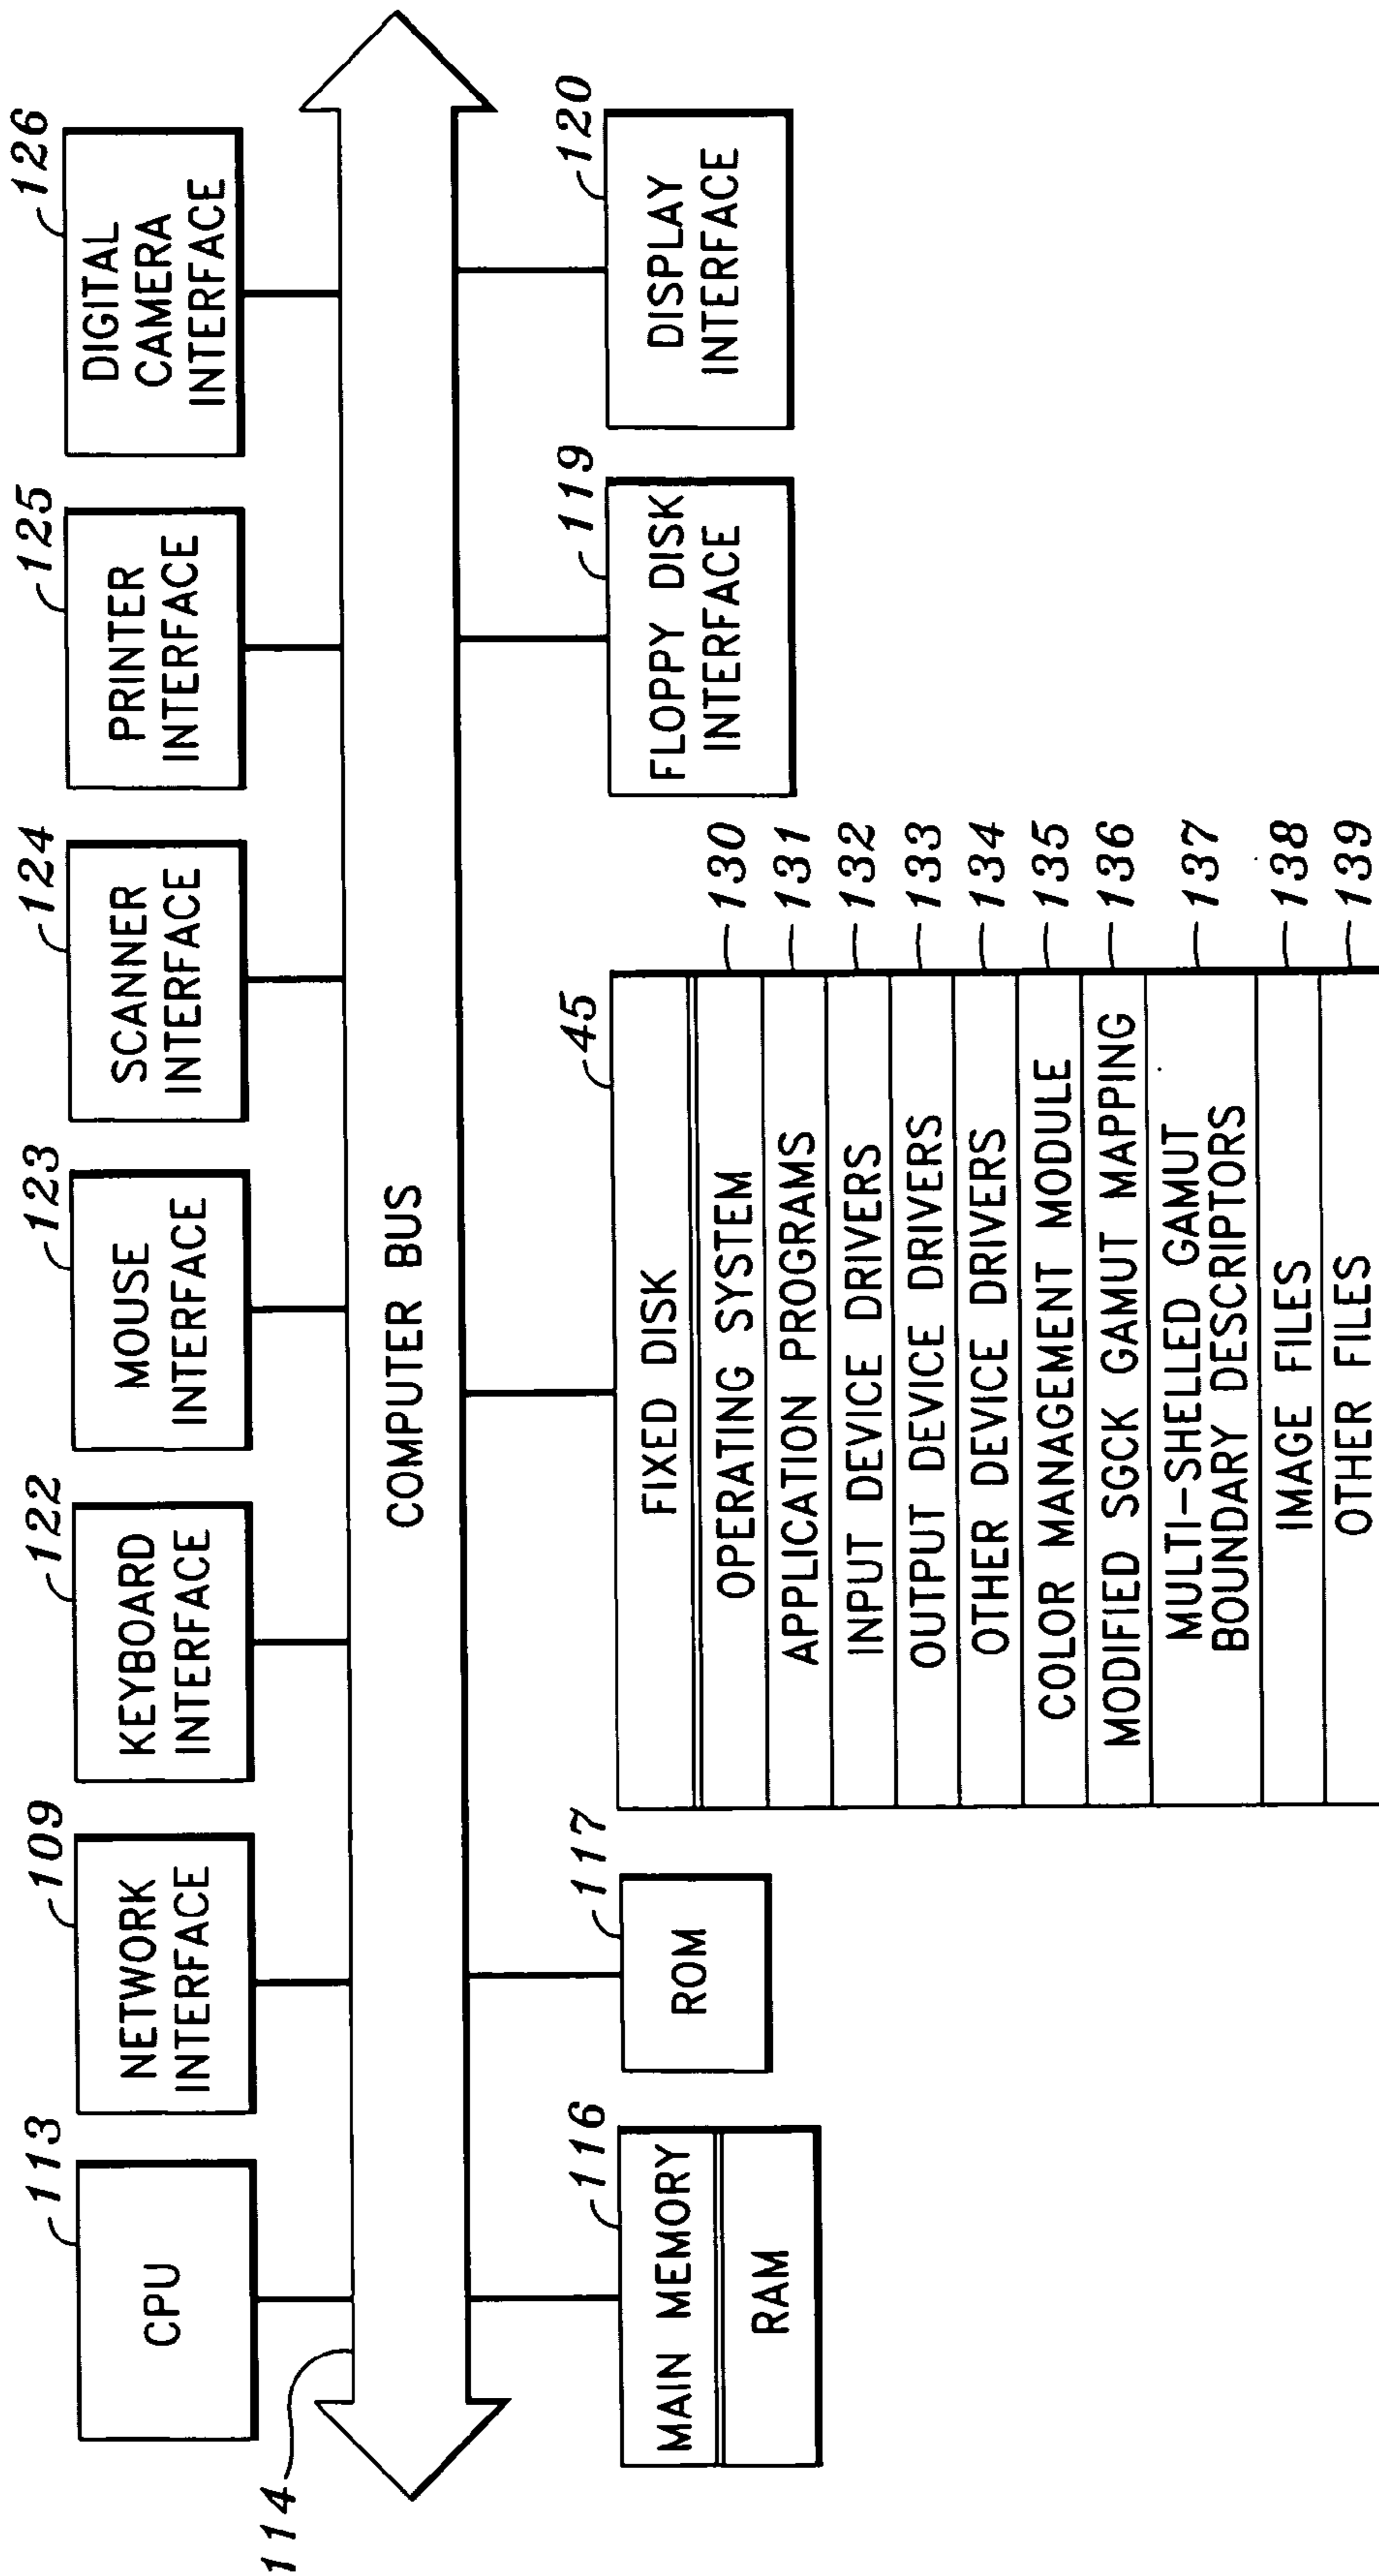 113
CPU
109
NETWORK
INTERFACE
122
KEYBOARD
INTERFACE
123
MOUSE
INTERFACE
124
SCANNER
INTERFACE
125
PRINTER
INTERFACE
126
DIGITAL
CAMERA
INTERFACE
114
COMPUTER BUS
116
MAIN MEMORY
RAM
117
ROM
45
FIXED DISK
OPERATING SYSTEM
130
APPLICATION PROGRAMS
131
INPUT DEVICE DRIVERS
132
OUTPUT DEVICE DRIVERS
133
OTHER DEVICE DRIVERS
134
COLOR MANAGEMENT MODULE
135
MODIFIED SGCK GAMUT MAPPING
136
MULTI-SHELLED GAMUT
BOUNDARY DESCRIPTORS
137
IMAGE FILES
138
OTHER FILES
139
119
FLOPPY DISK
INTERFACE
120
DISPLAY
INTERFACE